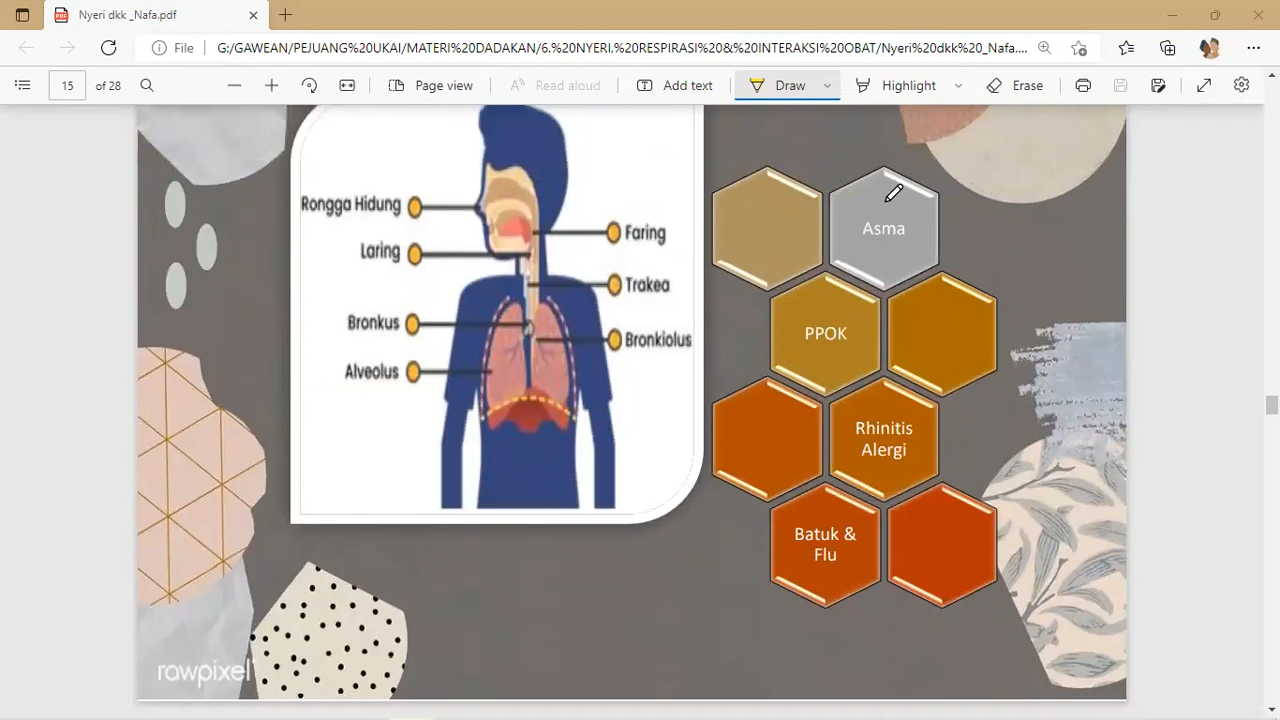 Nyeri dkk _Nafa.pdf
File
G:/GAWEAN/PEJUANG%20UKAI/MATERI%20DADAKAN/6.%20NYERI,%20RESPIRASI%20&%20INTERAKSI%20OBAT/Nyeri%20dkk%20_Nafa....
15 of 28
Page view
Read aloud
Add text
Draw
Highlight
Erase
Rongga Hidung
Laring
Bronkus
Alveolus
Faring
Trakea
Bronkiolus
Asma
PPOK
Rhinitis
Alergi
Batuk &
Flu
rawpixel